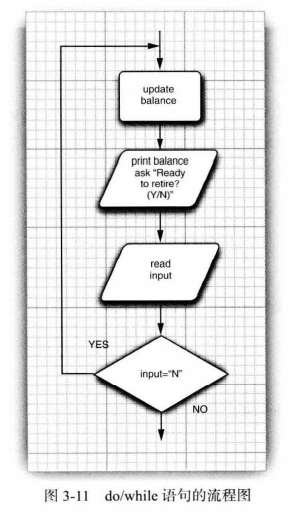 update
balance
print balance
ask “Ready
to retire?
(Y/N)”
read
input
YES
input=“N”
NO
图 3-11 do/while 语句的流程图